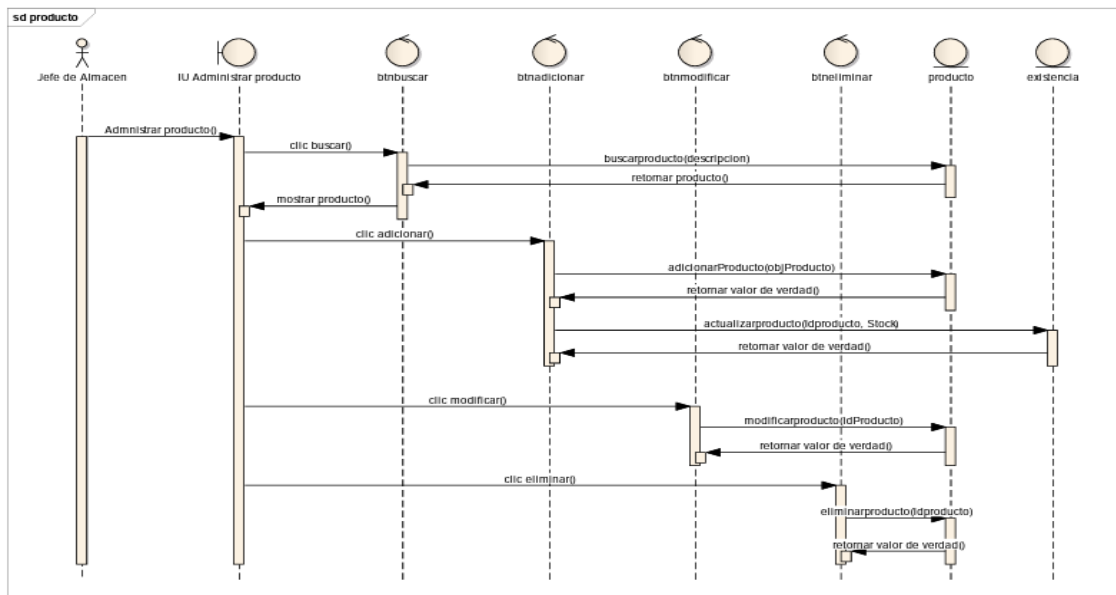 sd producto
Jefe de Almacen
IU Administrar producto
btnbuscar
btnadicionar
btnmodificar
btneliminar
producto
existencia
Admnistrar producto()
clic buscar()
buscarproducto(descripcion)
retornar producto()
mostrar producto()
clic adicionar()
adicionarProducto(objProducto)
retornar valor de verdad()
actualizarproducto(Idproducto, Stock)
retornar valor de verdad()
clic modificar()
modificarproducto(IdProducto)
retornar valor de verdad()
clic eliminar()
eliminarproducto(Idproducto)
retornar valor de verdad()